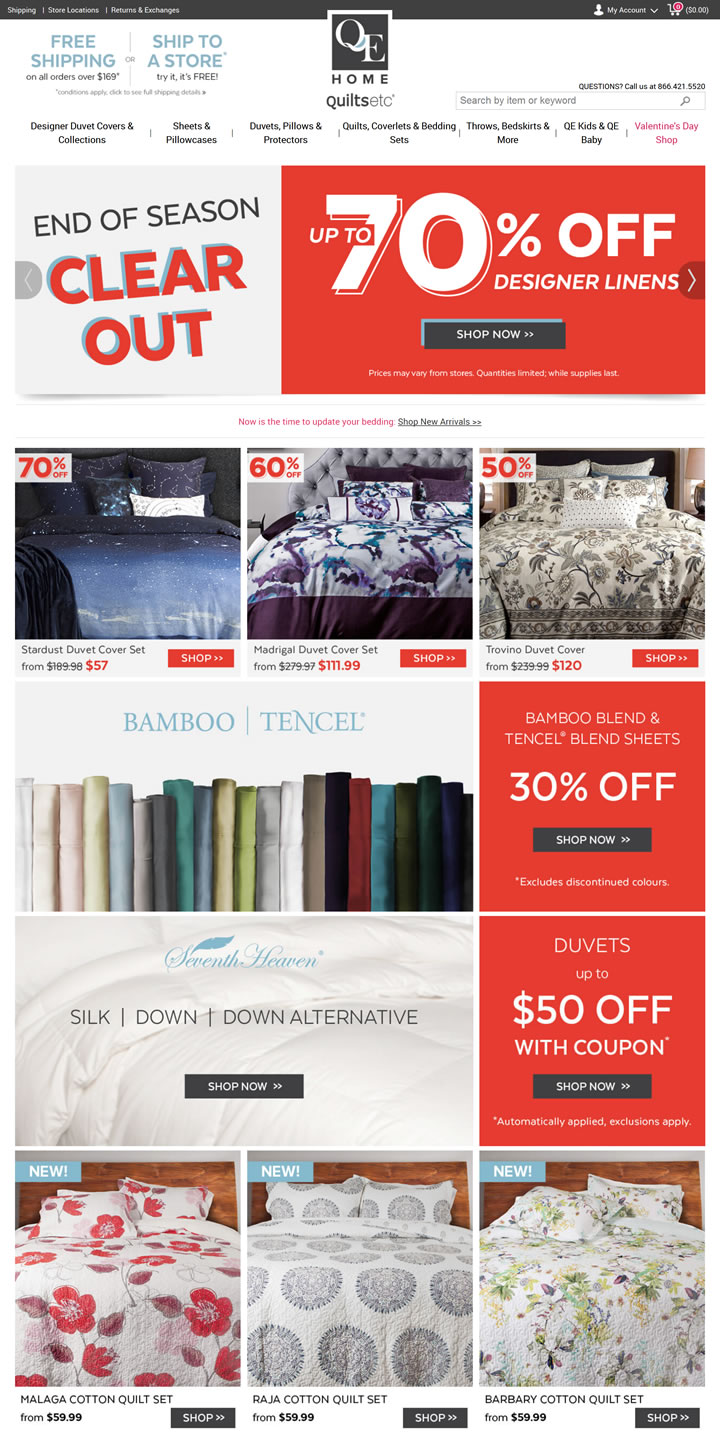 Shipping | Store Locations | Returns & Exchanges
My Account 0 ($0.00)
FREE SHIPPING
on all orders over $169*
OR
SHIP TO A STORE*
try it, it's FREE!
*conditions apply, click to see full shipping details »
QE
HOME
Quiltsetc®
QUESTIONS? Call us at 866.421.5520
Search by item or keyword
Designer Duvet Covers & Collections | Sheets & Pillowcases | Duvets, Pillows & Protectors | Quilts, Coverlets & Bedding Sets | Throws, Bedskirts & More | QE Kids & QE Baby | Valentine's Day Shop
END OF SEASON
CLEAR
OUT
UP TO 70% OFF
DESIGNER LINENS
SHOP NOW >>
Prices may vary from stores. Quantities limited; while supplies last.
Now is the time to update your bedding: Shop New Arrivals >>
70% OFF
60% OFF
50% OFF
Stardust Duvet Cover Set
from $189.98 $57
SHOP >>
Madrigal Duvet Cover Set
from $279.97 $111.99
SHOP >>
Trovino Duvet Cover
from $239.99 $120
SHOP >>
BAMBOO | TENCEL®
BAMBOO BLEND &
TENCEL® BLEND SHEETS
30% OFF
SHOP NOW >>
*Excludes discontinued colours.
Seventh Heaven®
SILK | DOWN | DOWN ALTERNATIVE
SHOP NOW >>
DUVETS
up to
$50 OFF
WITH COUPON*
SHOP NOW >>
*Automatically applied, exclusions apply.
NEW!
NEW!
NEW!
MALAGA COTTON QUILT SET
from $59.99
SHOP >>
RAJA COTTON QUILT SET
from $59.99
SHOP >>
BARBARY COTTON QUILT SET
from $59.99
SHOP >>